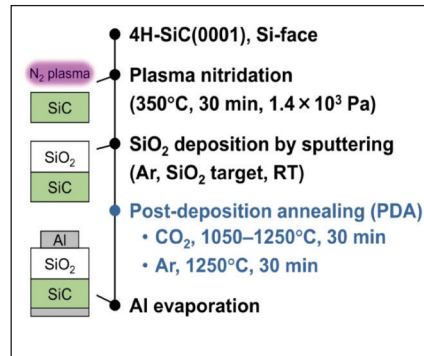 4H-SiC(0001), Si-face
N₂ plasma
Plasma nitridation
(350°C, 30 min, 1.4 × 10³ Pa)
SiC
SiO₂ deposition by sputtering
(Ar, SiO₂ target, RT)
SiO₂
SiC
Post-deposition annealing (PDA)
• CO₂, 1050–1250°C, 30 min
• Ar, 1250°C, 30 min
Al
SiO₂
SiC
Al evaporation